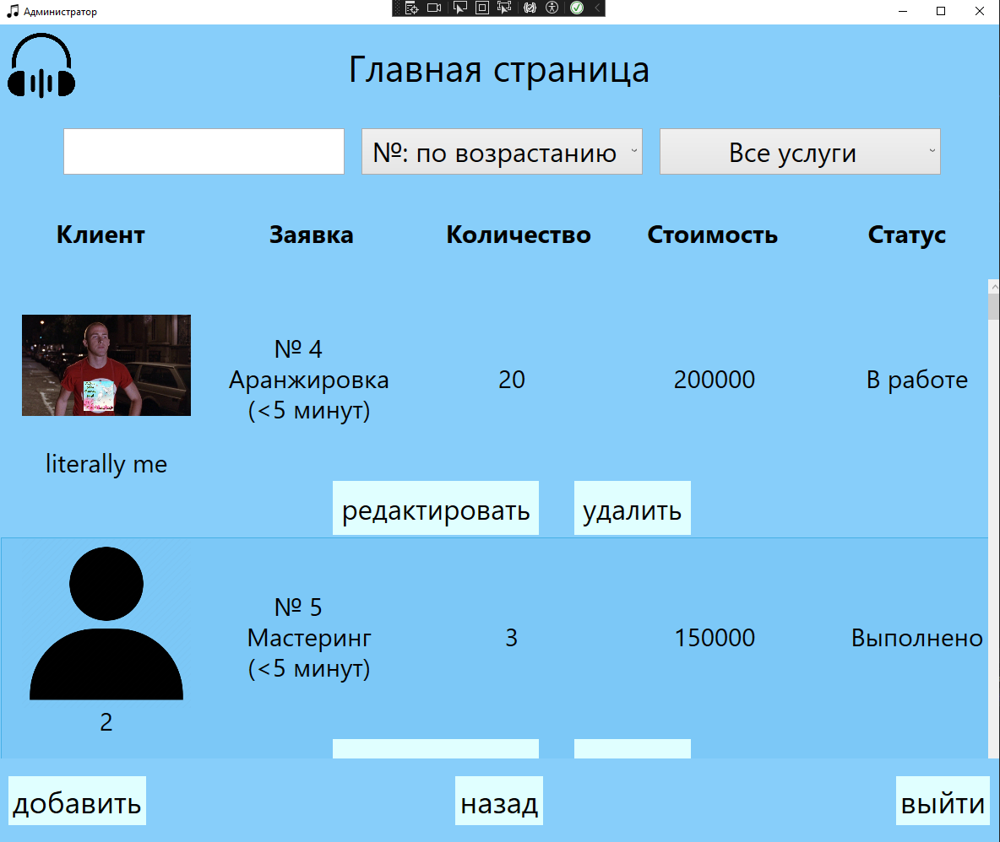 Администратор
Главная страница
№: по возрастанию
Все услуги
Клиент Заявка Количество Стоимость Статус
№ 4
Аранжировка 20 200000 В работе
(<5 минут)
literally me
редактировать удалить
№ 5
Мастеринг 3 150000 Выполнено
(<5 минут)
2
добавить назад выйти